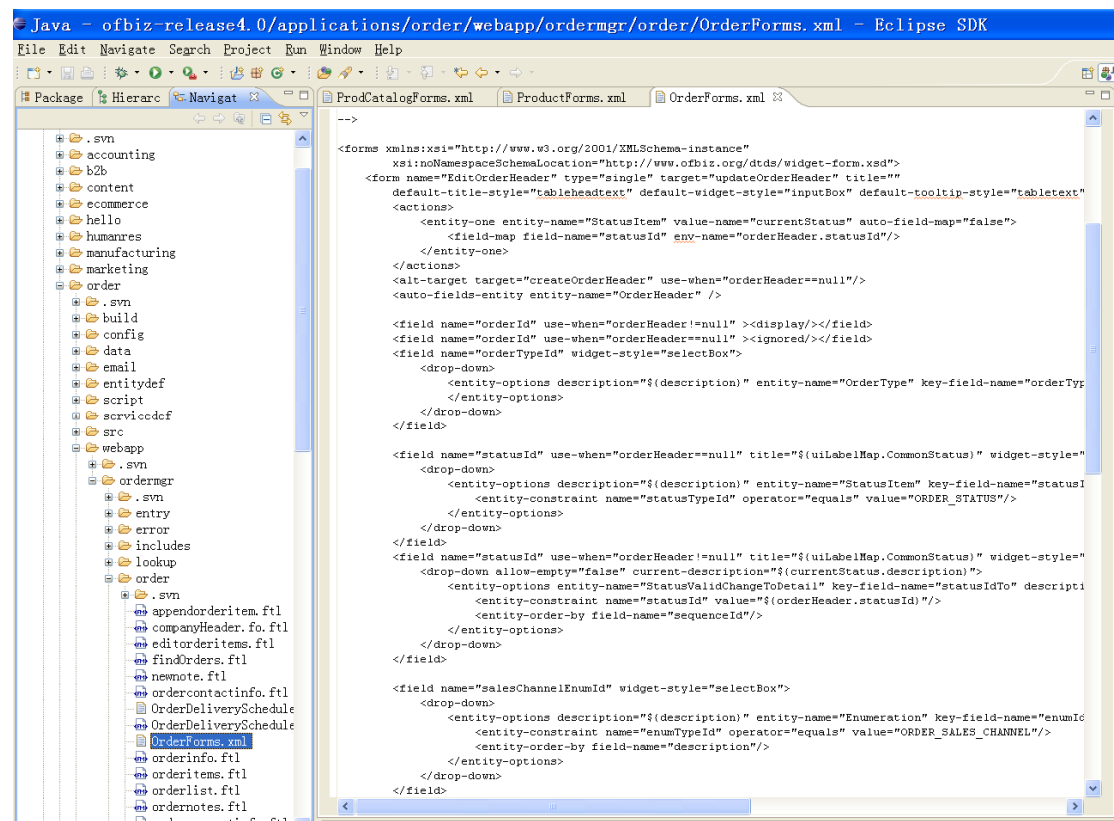 Java - ofbiz-release4.0/applications/order/webapp/ordermgr/order/OrderForms.xml - Eclipse SDK
File Edit Navigate Search Project Run Window Help
Package Hierarc Navigat
ProdCatalogForms.xml ProductForms.xml OrderForms.xml
.svn
accounting
b2b
content
ecommerce
hello
humanres
manufacturing
marketing
order
.svn
build
config
data
email
entitydef
script
servicedef
src
webapp
.svn
ordermgr
.svn
entry
error
includes
lookup
order
.svn
appendorderitem.ftl
companyHeader.fo.ftl
editorderitems.ftl
findOrders.ftl
newnote.ftl
ordercontactinfo.ftl
OrderDeliverySchedule
OrderDeliverySchedule
OrderForms.xml
orderinfo.ftl
orderitems.ftl
orderlist.ftl
ordernotes.ftl
-->
<forms xmlns:xsi="http://www.w3.org/2001/XMLSchema-instance"
xsi:noNamespaceSchemaLocation="http://www.ofbiz.org/dtds/widget-form.xsd">
<form name="EditOrderHeader" type="single" target="updateOrderHeader" title=""
default-title-style="tableheadtext" default-widget-style="inputBox" default-tooltip-style="tabletext"
<actions>
<entity-one entity-name="StatusItem" value-name="currentStatus" auto-field-map="false">
<field-map field-name="statusId" env-name="orderHeader.statusId"/>
</entity-one>
</actions>
<alt-target target="createOrderHeader" use-when="orderHeader==null"/>
<auto-fields-entity entity-name="OrderHeader" />
<field name="orderId" use-when="orderHeader!=null" ><display/></field>
<field name="orderId" use-when="orderHeader==null" ><ignored/></field>
<field name="orderTypeId" widget-style="selectBox">
<drop-down>
<entity-options description="${description}" entity-name="OrderType" key-field-name="orderTyp
</entity-options>
</drop-down>
</field>
<field name="statusId" use-when="orderHeader==null" title="${uiLabelMap.CommonStatus}" widget-style="
<drop-down>
<entity-options description="${description}" entity-name="StatusItem" key-field-name="statusI
<entity-constraint name="statusTypeId" operator="equals" value="ORDER_STATUS"/>
</entity-options>
</drop-down>
</field>
<field name="statusId" use-when="orderHeader!=null" title="${uiLabelMap.CommonStatus}" widget-style="
<drop-down allow-empty="false" current-description="${currentStatus.description}">
<entity-options entity-name="StatusValidChangeToDetail" key-field-name="statusIdTo" descripti
<entity-constraint name="statusId" value="${orderHeader.statusId}"/>
<entity-order-by field-name="sequenceId"/>
</entity-options>
</drop-down>
</field>
<field name="salesChannelEnumId" widget-style="selectBox">
<drop-down>
<entity-options description="${description}" entity-name="Enumeration" key-field-name="enumId
<entity-constraint name="enumTypeId" operator="equals" value="ORDER_SALES_CHANNEL"/>
<entity-order-by field-name="description"/>
</entity-options>
</drop-down>
</field>